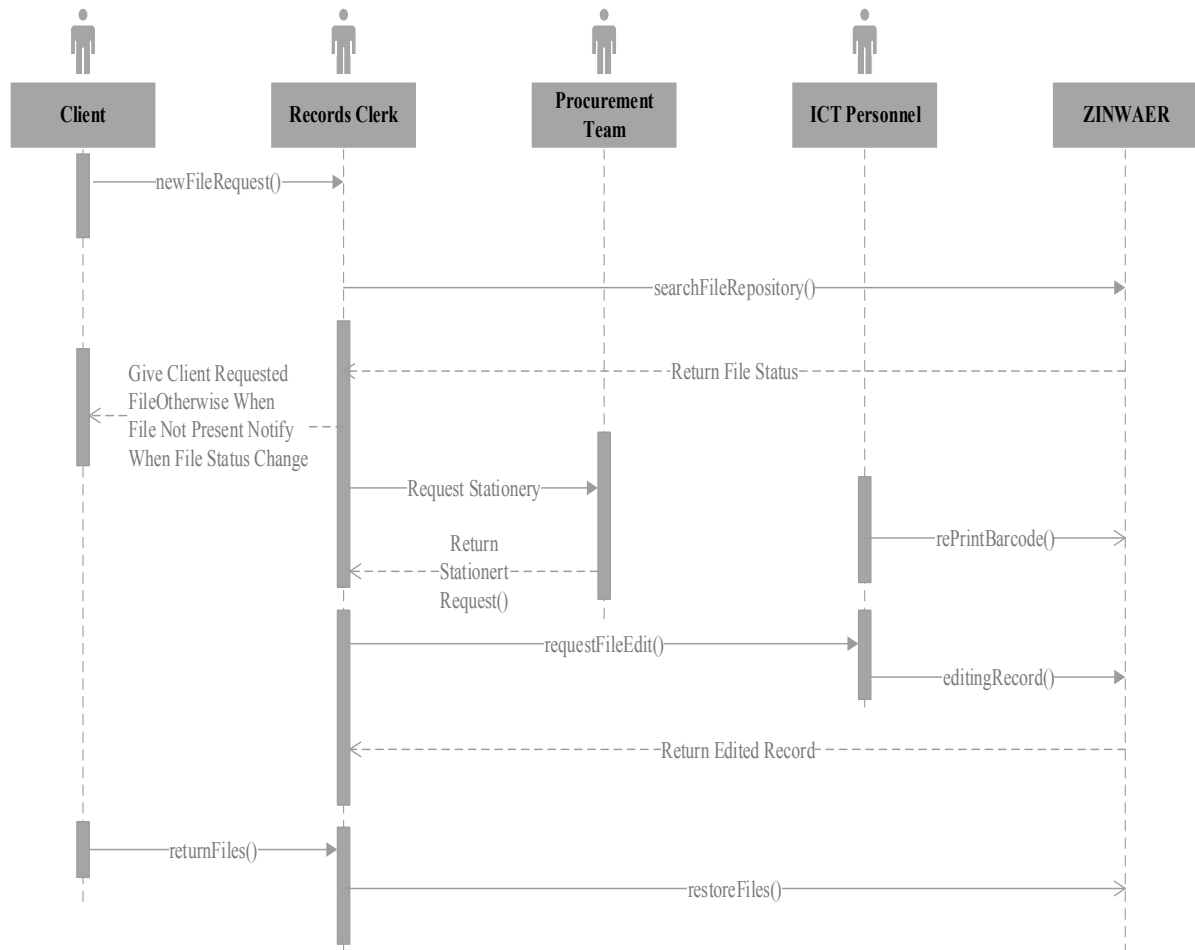 Client
Records Clerk
Procurement
Team
ICT Personnel
ZINWAER
newFileRequest()
searchFileRepository()
Return File Status
Give Client Requested
FileOtherwise When
File Not Present Notify
When File Status Change
Request Stationery
rePrintBarcode()
Return
Stationert
Request()
requestFileEdit()
editingRecord()
Return Edited Record
returnFiles()
restoreFiles()